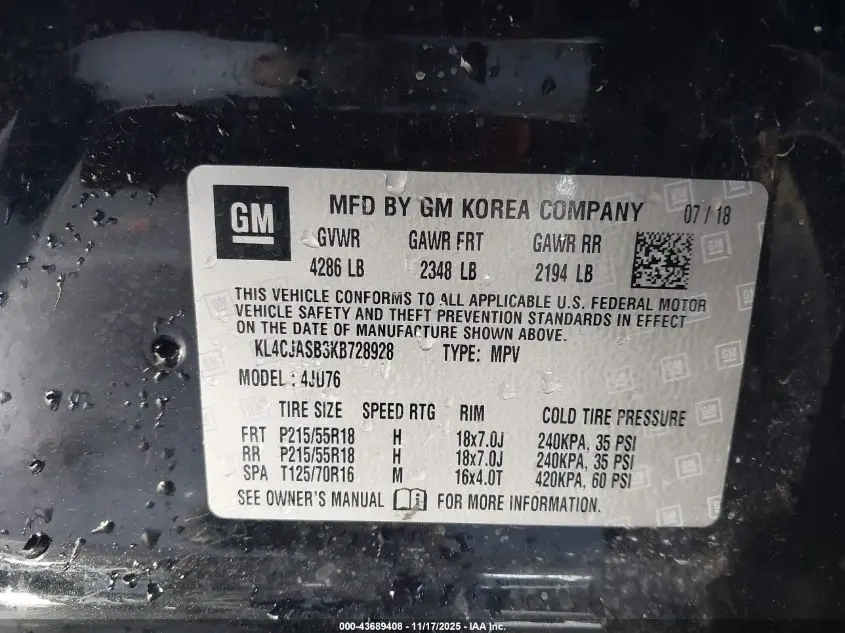 GM
MFD BY GM KOREA COMPANY 07 / 18
GVWR GAWR FRT GAWR RR
4286 LB 2348 LB 2194 LB
THIS VEHICLE CONFORMS TO ALL APPLICABLE U.S. FEDERAL MOTOR
VEHICLE SAFETY AND THEFT PREVENTION STANDARDS IN EFFECT
ON THE DATE OF MANUFACTURE SHOWN ABOVE.
KL4CJASB3KB728928 TYPE: MPV
MODEL : 4JU76
TIRE SIZE SPEED RTG RIM COLD TIRE PRESSURE
FRT P215/55R18 H 18x7.0J 240KPA, 35 PSI
RR P215/55R18 H 18x7.0J 240KPA, 35 PSI
SPA T125/70R16 M 16x4.0T 420KPA, 60 PSI
SEE OWNER'S MANUAL FOR MORE INFORMATION.
000-43689408 - 11/17/2025 - IAA Inc.